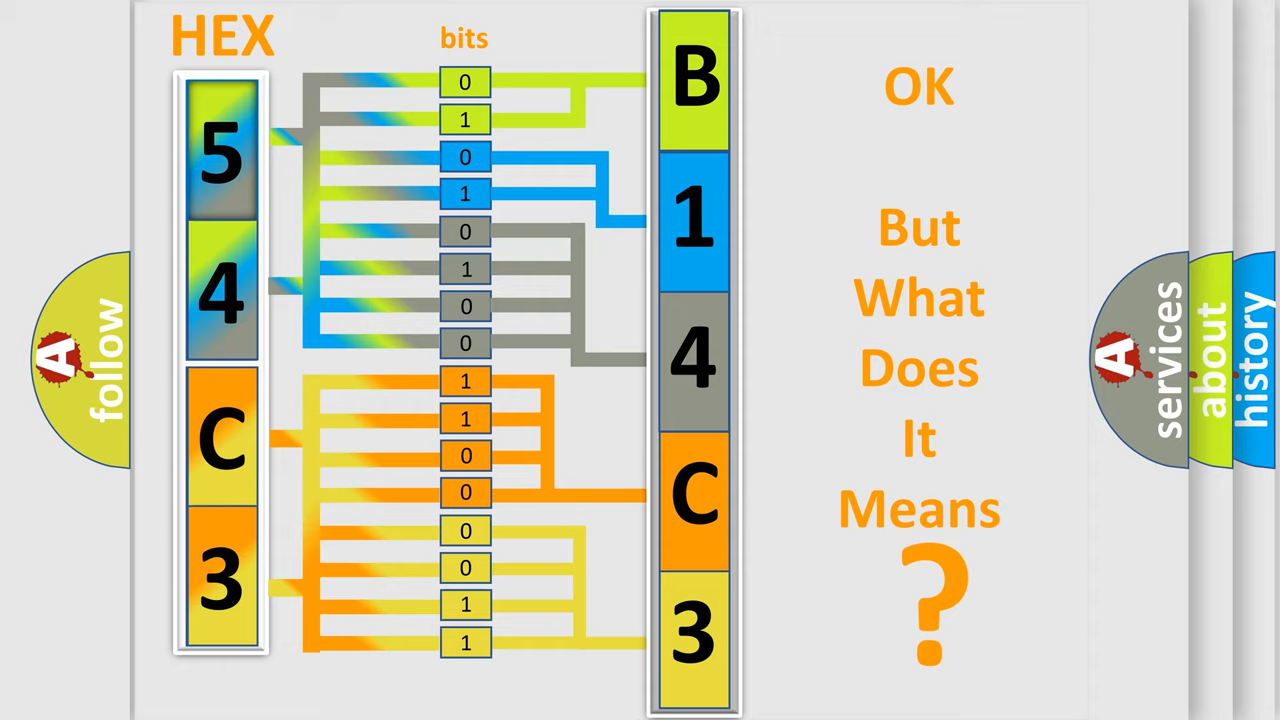 HEX
bits
5
4
C
3
0
1
0
1
0
1
0
0
1
1
0
0
0
0
1
1
B
1
4
C
3
OK
But
What
Does
It
Means
?
A
follow
A
services
about
history